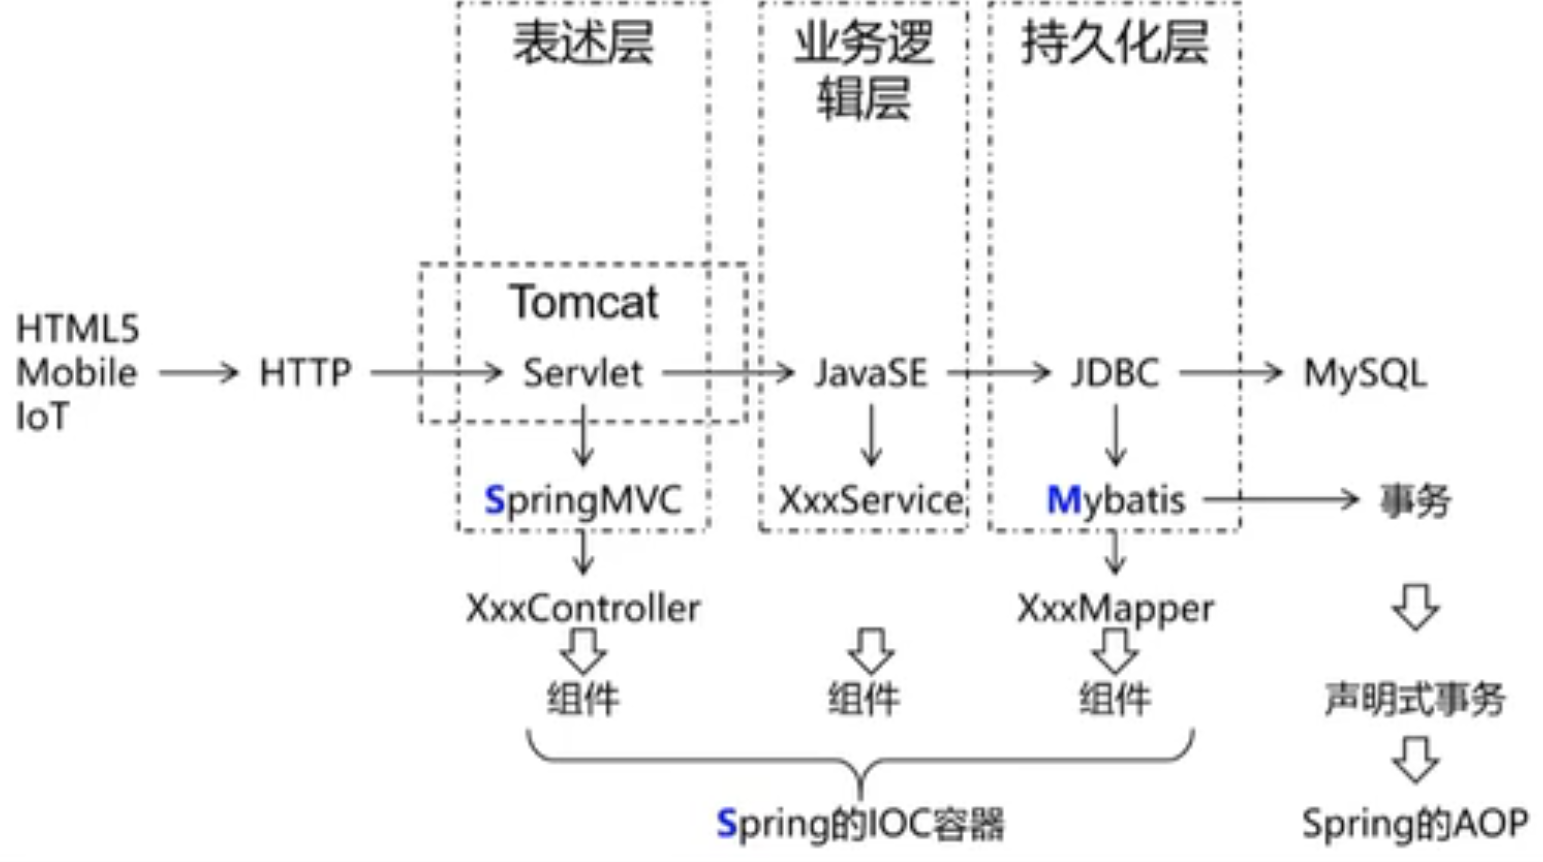 表述层
业务逻
辑层
持久化层
Tomcat
HTML5
Mobile
IoT
HTTP
Servlet
JavaSE
JDBC
MySQL
SpringMVC
XxxService
Mybatis
事务
XxxController
XxxMapper
组件
组件
组件
声明式事务
Spring的IOC容器
Spring的AOP